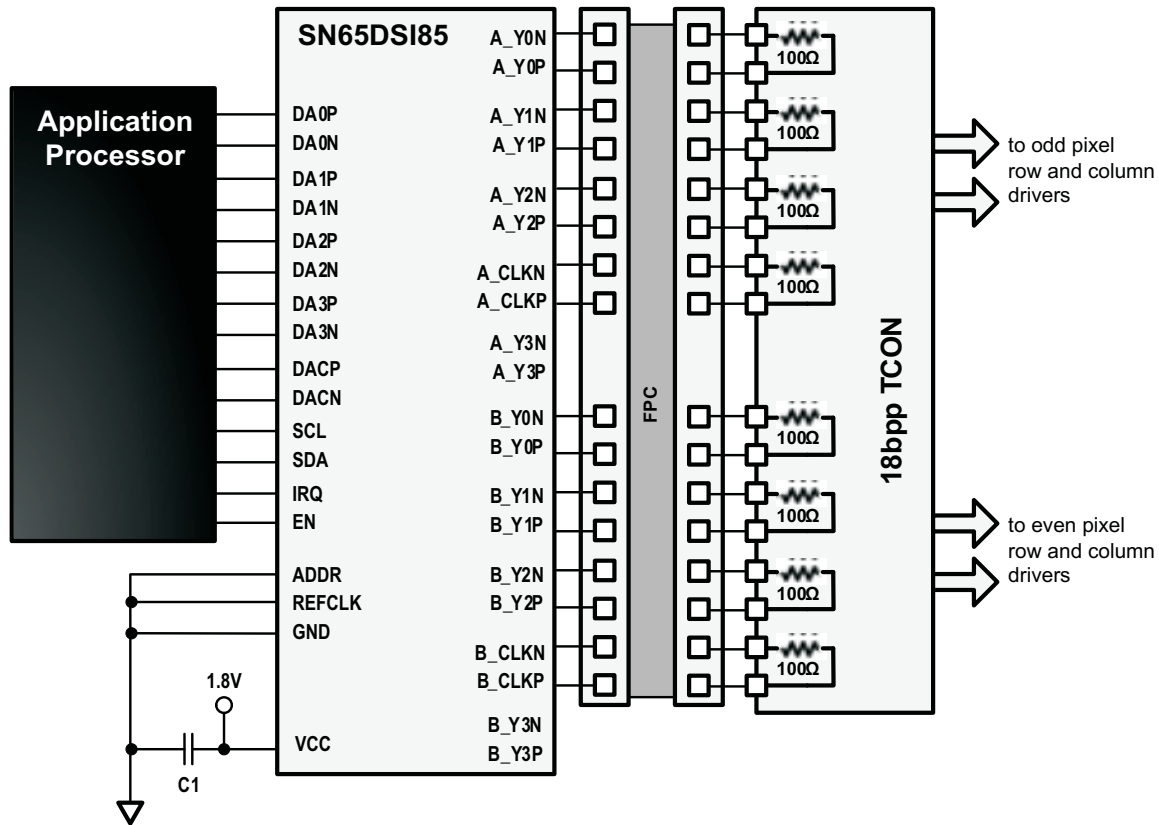 SN65DSI85
Application
Processor
DA0P
DA0N
DA1P
DA1N
DA2P
DA2N
DA3P
DA3N
DACP
DACN
SCL
SDA
IRQ
EN
ADDR
REFCLK
GND
1.8V
VCC
C1
A_Y0N
A_Y0P
A_Y1N
A_Y1P
A_Y2N
A_Y2P
A_CLKN
A_CLKP
A_Y3N
A_Y3P
B_Y0N
B_Y0P
B_Y1N
B_Y1P
B_Y2N
B_Y2P
B_CLKN
B_CLKP
B_Y3N
B_Y3P
FPC
100Ω
100Ω
100Ω
100Ω
100Ω
100Ω
100Ω
100Ω
18bpp TCON
to odd pixel
row and column
drivers
to even pixel
row and column
drivers